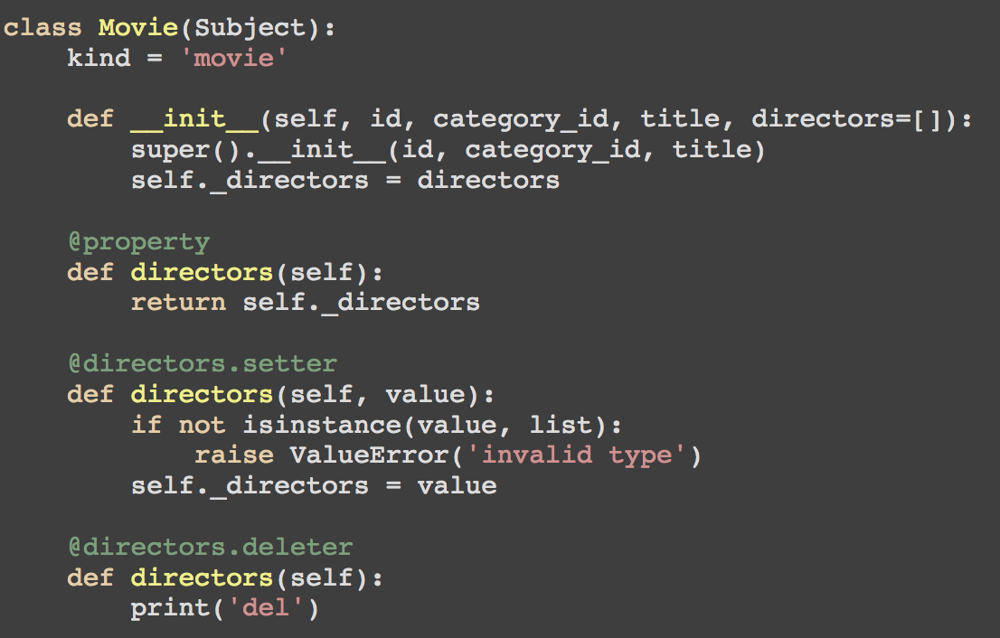 class Movie(Subject):
    kind = 'movie'

    def __init__(self, id, category_id, title, directors=[]):
        super().__init__(id, category_id, title)
        self._directors = directors

    @property
    def directors(self):
        return self._directors

    @directors.setter
    def directors(self, value):
        if not isinstance(value, list):
            raise ValueError('invalid type')
        self._directors = value

    @directors.deleter
    def directors(self):
        print('del')